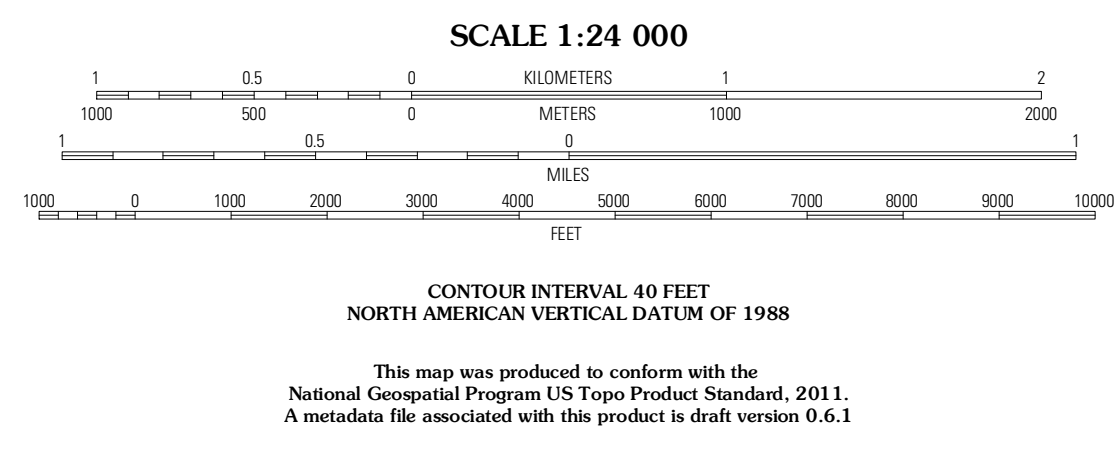 SCALE 1:24 000
1 0.5 0 KILOMETERS 1 2
1000 500 0 METERS 1000 2000
1 0.5 0 1
MILES
1000 0 1000 2000 3000 4000 5000 6000 7000 8000 9000 10000
FEET
CONTOUR INTERVAL 40 FEET
NORTH AMERICAN VERTICAL DATUM OF 1988
This map was produced to conform with the
National Geospatial Program US Topo Product Standard, 2011.
A metadata file associated with this product is draft version 0.6.1